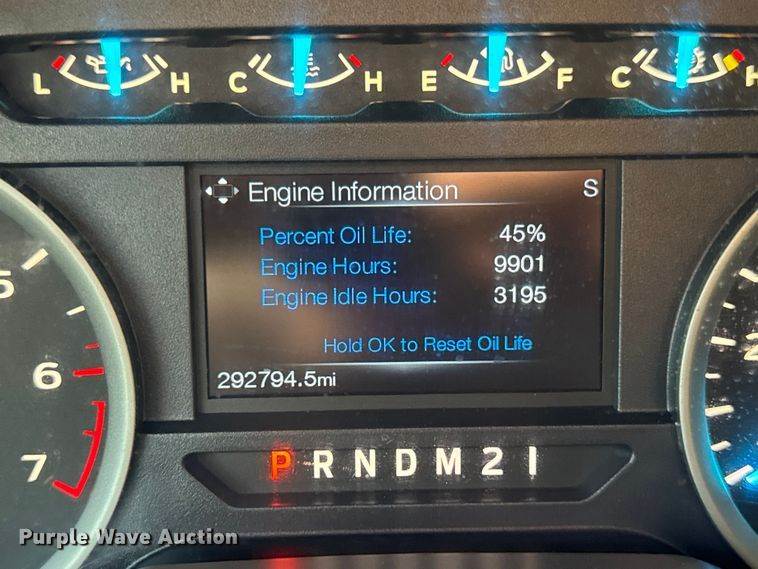 L H C H E F C H
Engine Information S
Percent Oil Life: 45%
Engine Hours: 9901
Engine Idle Hours: 3195
Hold OK to Reset Oil Life
292794.5mi
5
6
7
2
P R N D M 2 1
Purple Wave Auction